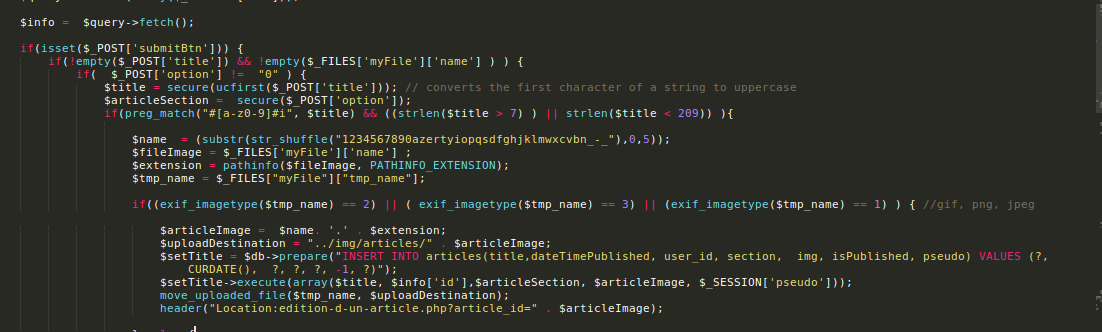 $info =  $query->fetch();
if(isset($_POST['submitBtn'])) {
if(!empty($_POST['title']) && !empty($_FILES['myFile']['name'] ) ) {
if(  $_POST['option'] !=  "0" ) {
$title = secure(ucfirst($_POST['title'])); // converts the first character of a string to uppercase
$articleSection =  secure($_POST['option']);
if(preg_match("#[a-z0-9]#i", $title) && ((strlen($title > 7) ) || strlen($title < 209)) ){
$name  = (substr(str_shuffle("1234567890azertyiopqsdfghjklmwxcvbn_-_"),0,5));
$fileImage = $_FILES['myFile']['name'] ;
$extension = pathinfo($fileImage, PATHINFO_EXTENSION);
$tmp_name = $_FILES["myFile"]["tmp_name"];
if((exif_imagetype($tmp_name) == 2) || ( exif_imagetype($tmp_name) == 3) || (exif_imagetype($tmp_name) == 1) ) { //gif, png, jpeg
$articleImage =  $name. '.' . $extension;
$uploadDestination = "../img/articles/" . $articleImage;
$setTitle = $db->prepare("INSERT INTO articles(title,dateTimePublished, user_id, section,  img, isPublished, pseudo) VALUES (?,
CURDATE(),  ?, ?, ?, -1, ?)");
$setTitle->execute(array($title, $info['id'],$articleSection, $articleImage, $_SESSION['pseudo']));
move_uploaded_file($tmp_name, $uploadDestination);
header("Location:edition-d-un-article.php?article_id=" . $articleImage);